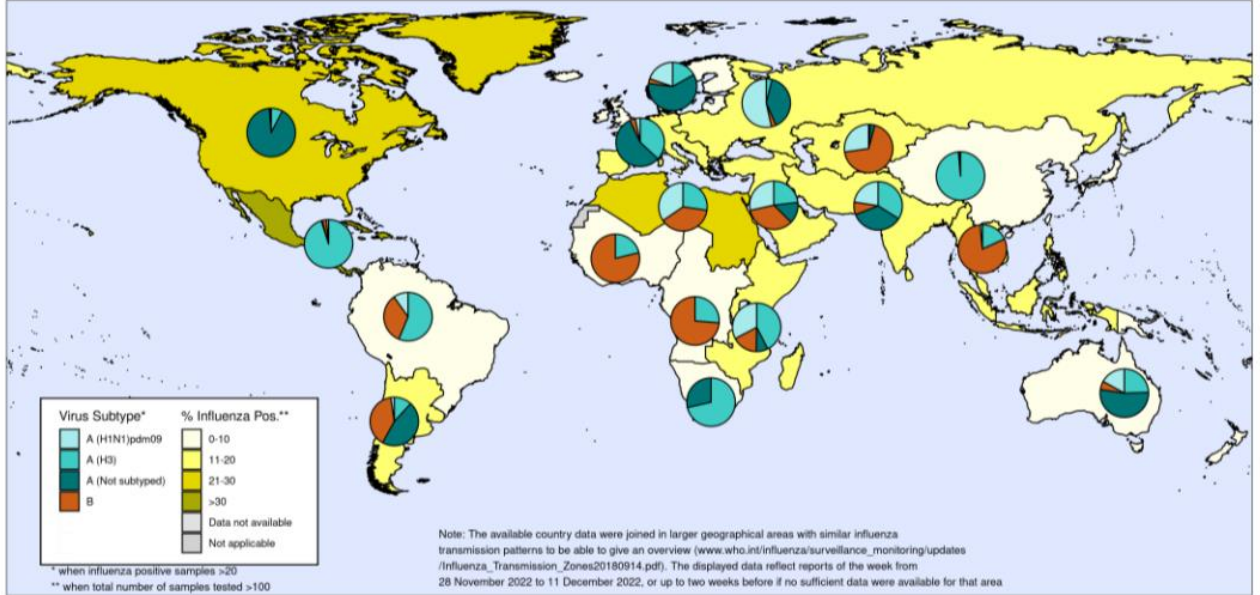 Virus Subtype*
A (H1N1)pdm09
A (H3)
A (Not subtyped)
B
% Influenza Pos.**
0-10
11-20
21-30
>30
Data not available
Not applicable
* when influenza positive samples >20
** when total number of samples tested >100
Note: The available country data were joined in larger geographical areas with similar influenza
transmission patterns to be able to give an overview (www.who.int/influenza/surveillance_monitoring/updates
/Influenza_Transmission_Zones20180914.pdf). The displayed data reflect reports of the week from
28 November 2022 to 11 December 2022, or up to two weeks before if no sufficient data were available for that area